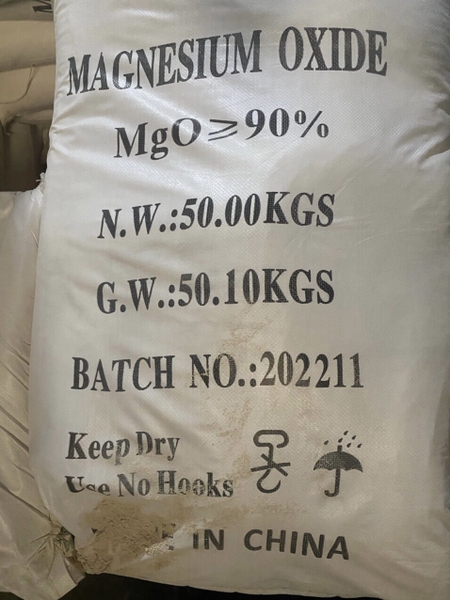 MAGNESIUM OXIDE
MgO⩾90%
N.W.:50.00KGS
G.W.:50.10KGS
BATCH NO.:202211
Keep Dry
Use No Hooks
IN CHINA